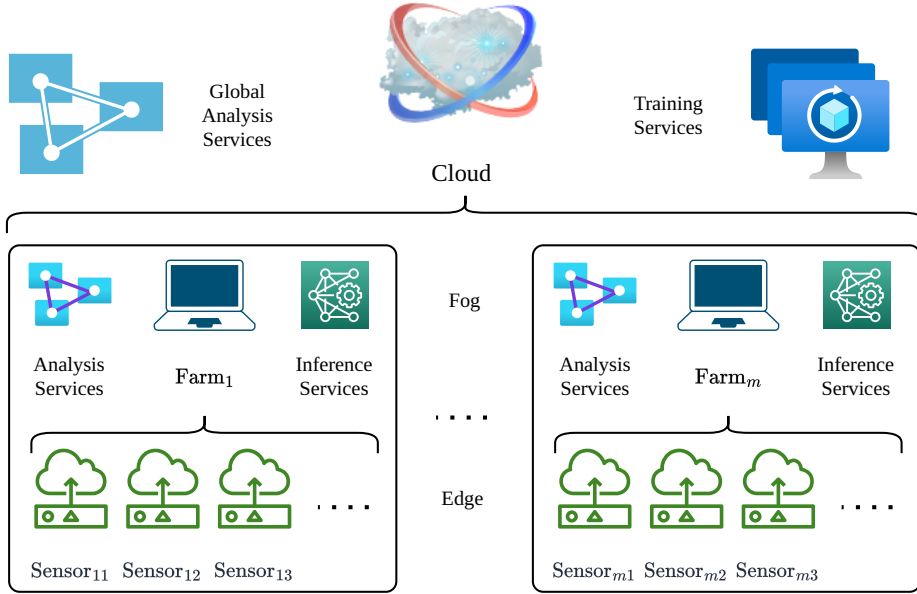 Global
Analysis
Services
Training
Services
Cloud
Analysis
Services
Farm₁
Inference
Services
Fog
Analysis
Services
Farmₘ
Inference
Services
. . . .
Edge
. . . .
. . . .
Sensor₁₁ Sensor₁₂ Sensor₁₃
Sensorₘ₁ Sensorₘ₂ Sensorₘ₃